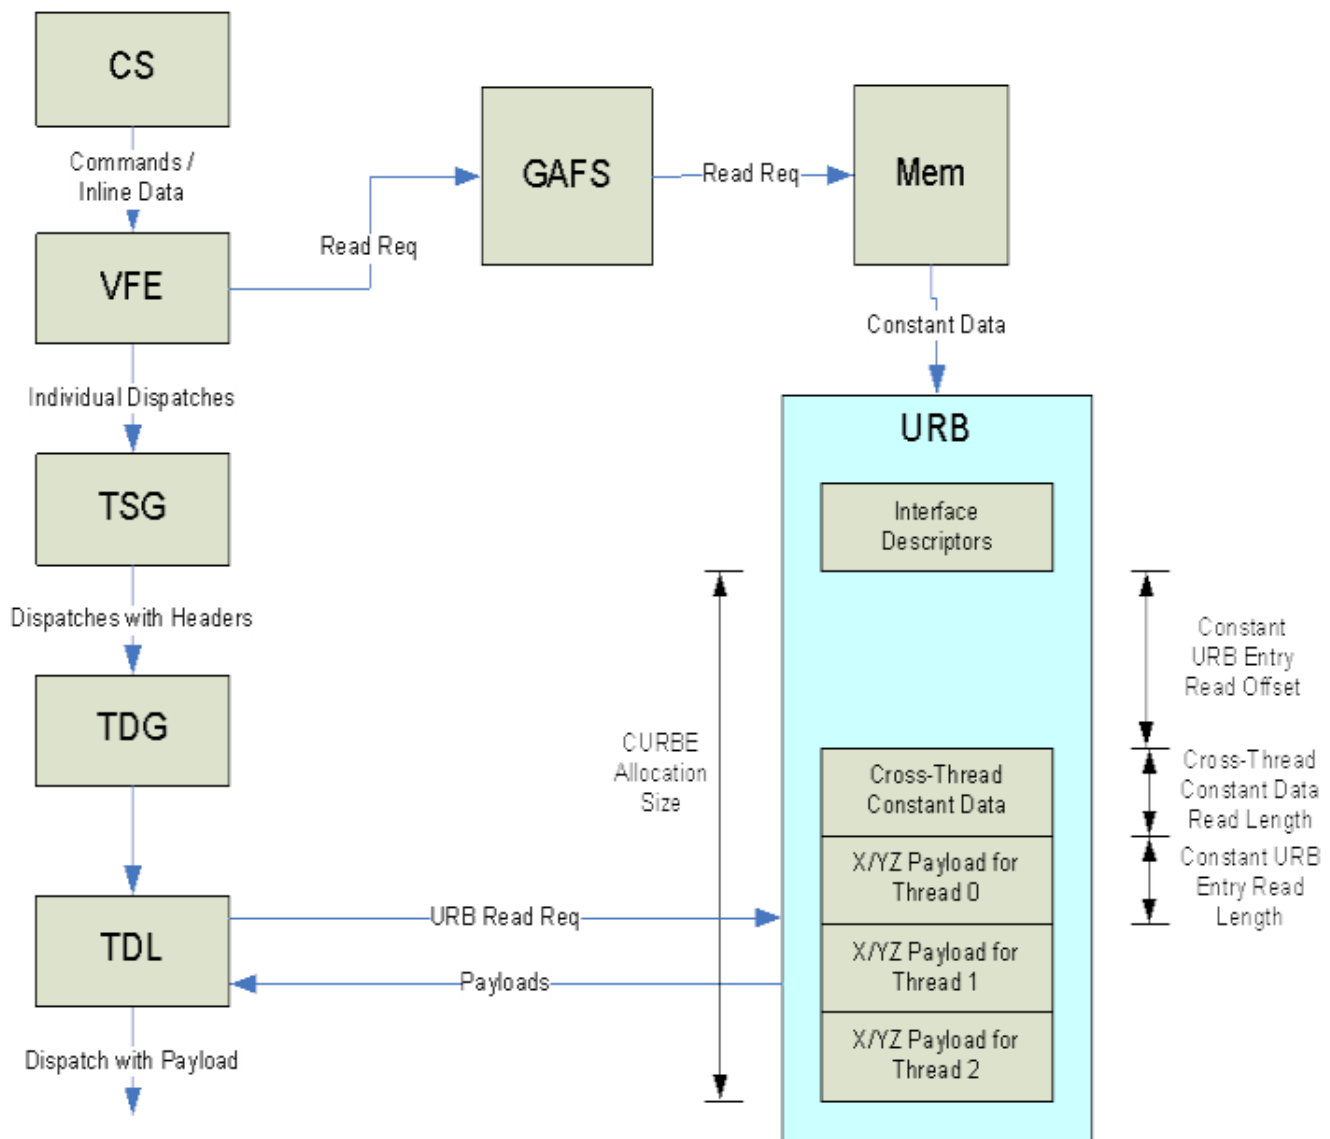 CS
Commands /
Inline Data
VFE
Read Req
GAFS
Read Req
Mem
Constant Data
Individual Dispatches
TSG
Dispatches with Headers
TDG
TDL
URB Read Req
Payloads
Dispatch with Payload
URB
Interface
Descriptors
CURBE
Allocation
Size
Cross-Thread
Constant Data
X/YZ Payload for
Thread 0
X/YZ Payload for
Thread 1
X/YZ Payload for
Thread 2
Constant
URB Entry
Read Offset
Cross-Thread
Constant Data
Read Length
Constant URB
Entry Read
Length